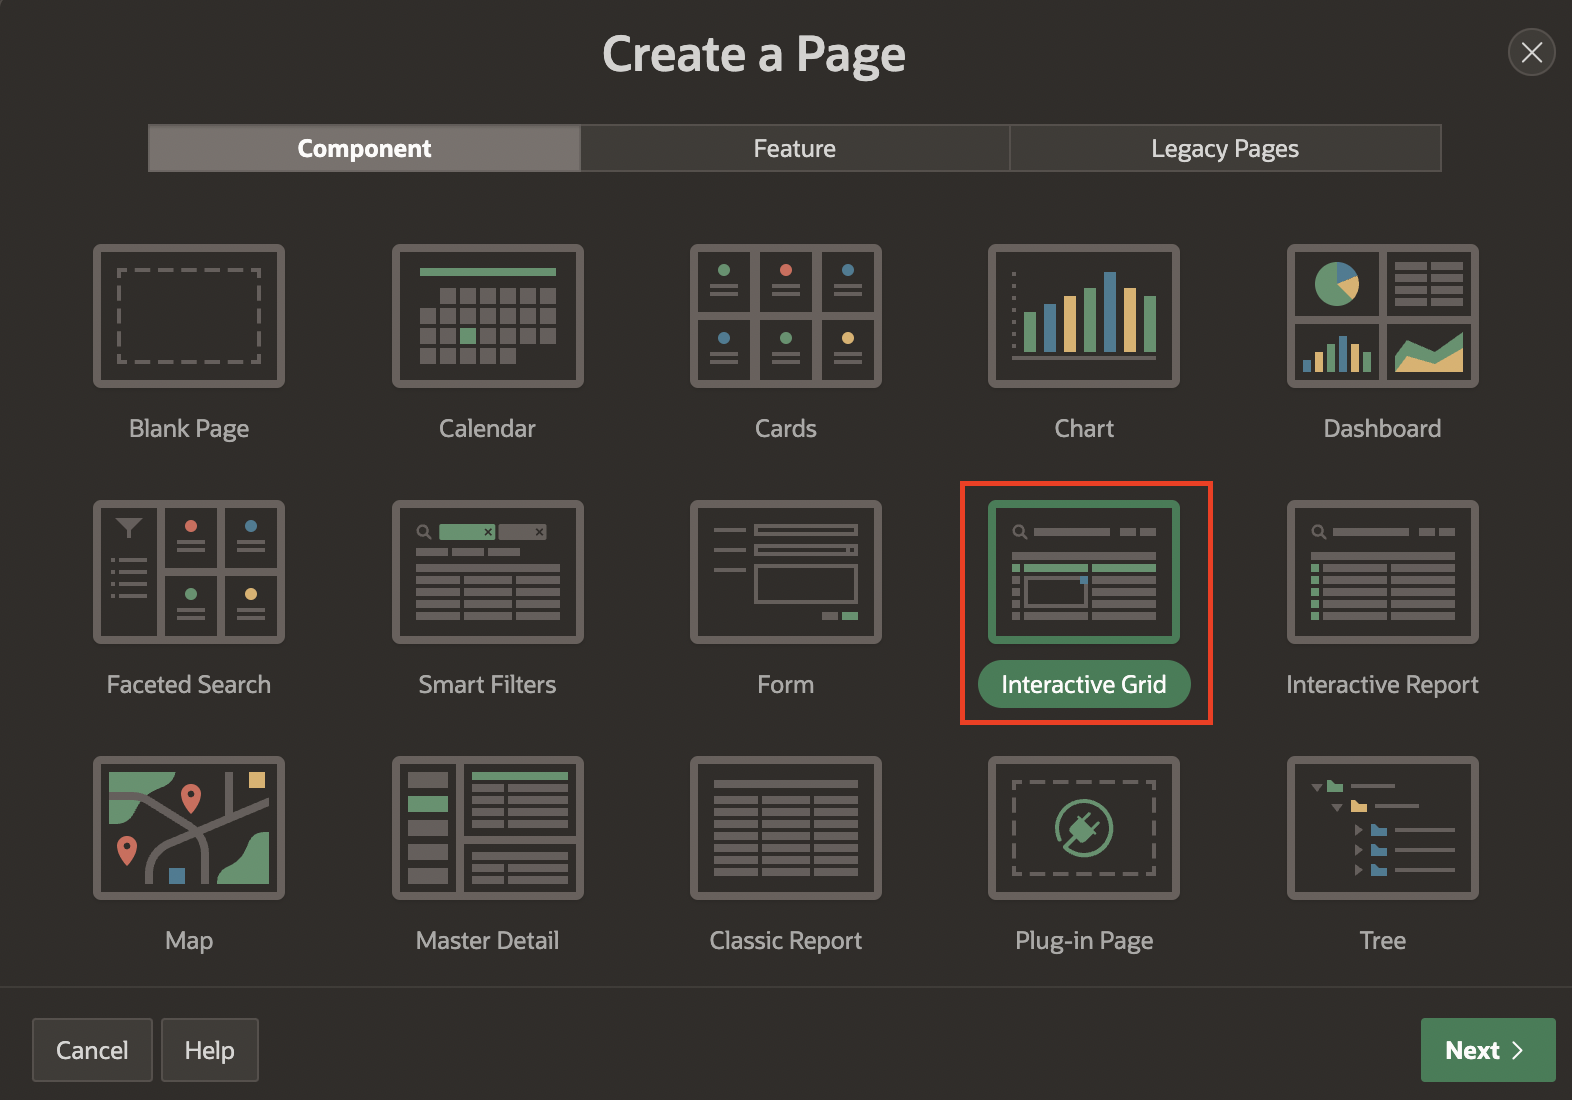 Create a Page
Component Feature Legacy Pages
Blank Page Calendar Cards Chart Dashboard
Faceted Search Smart Filters Form Interactive Grid Interactive Report
Map Master Detail Classic Report Plug-in Page Tree
Cancel Help Next